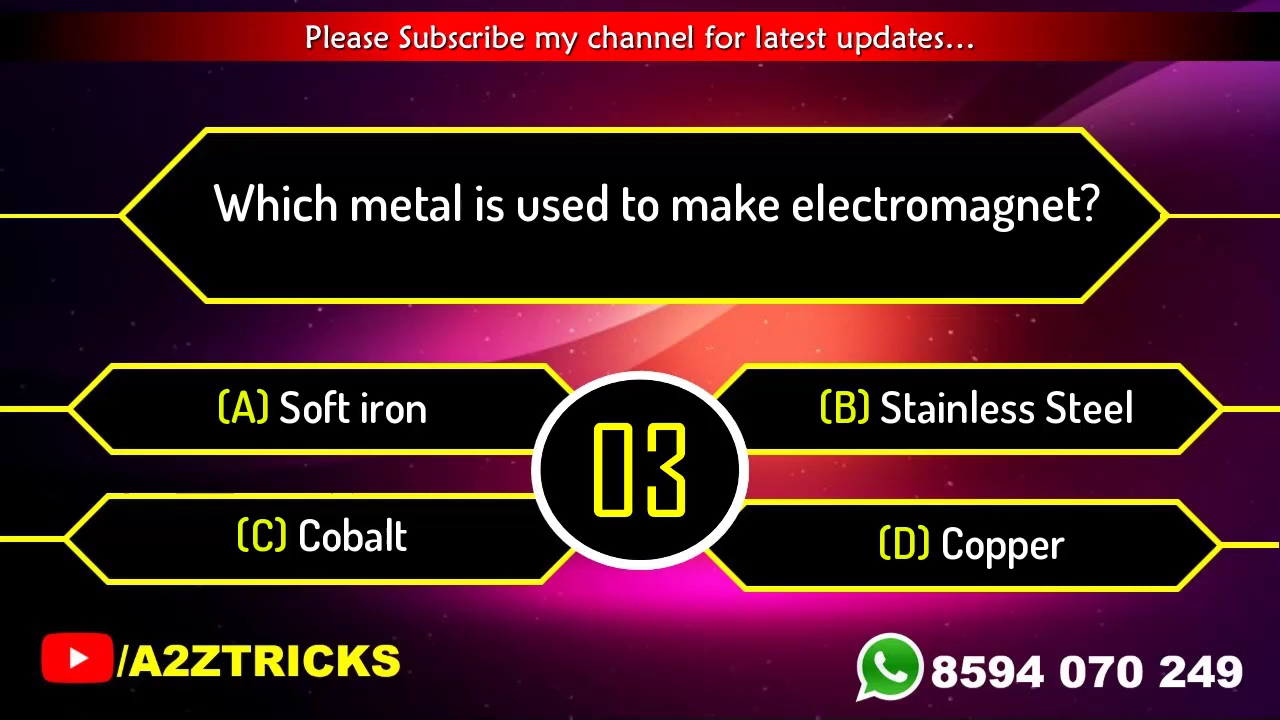 Please Subscribe my channel for latest updates...
Which metal is used to make electromagnet?
(A) Soft iron
(B) Stainless Steel
03
(C) Cobalt
(D) Copper
/A2ZTRICKS
8594 070 249